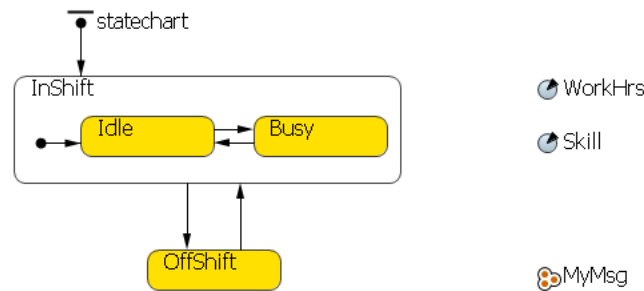 statechart
InShift
WorkHrs
Idle
Busy
Skill
OffShift
MyMsg